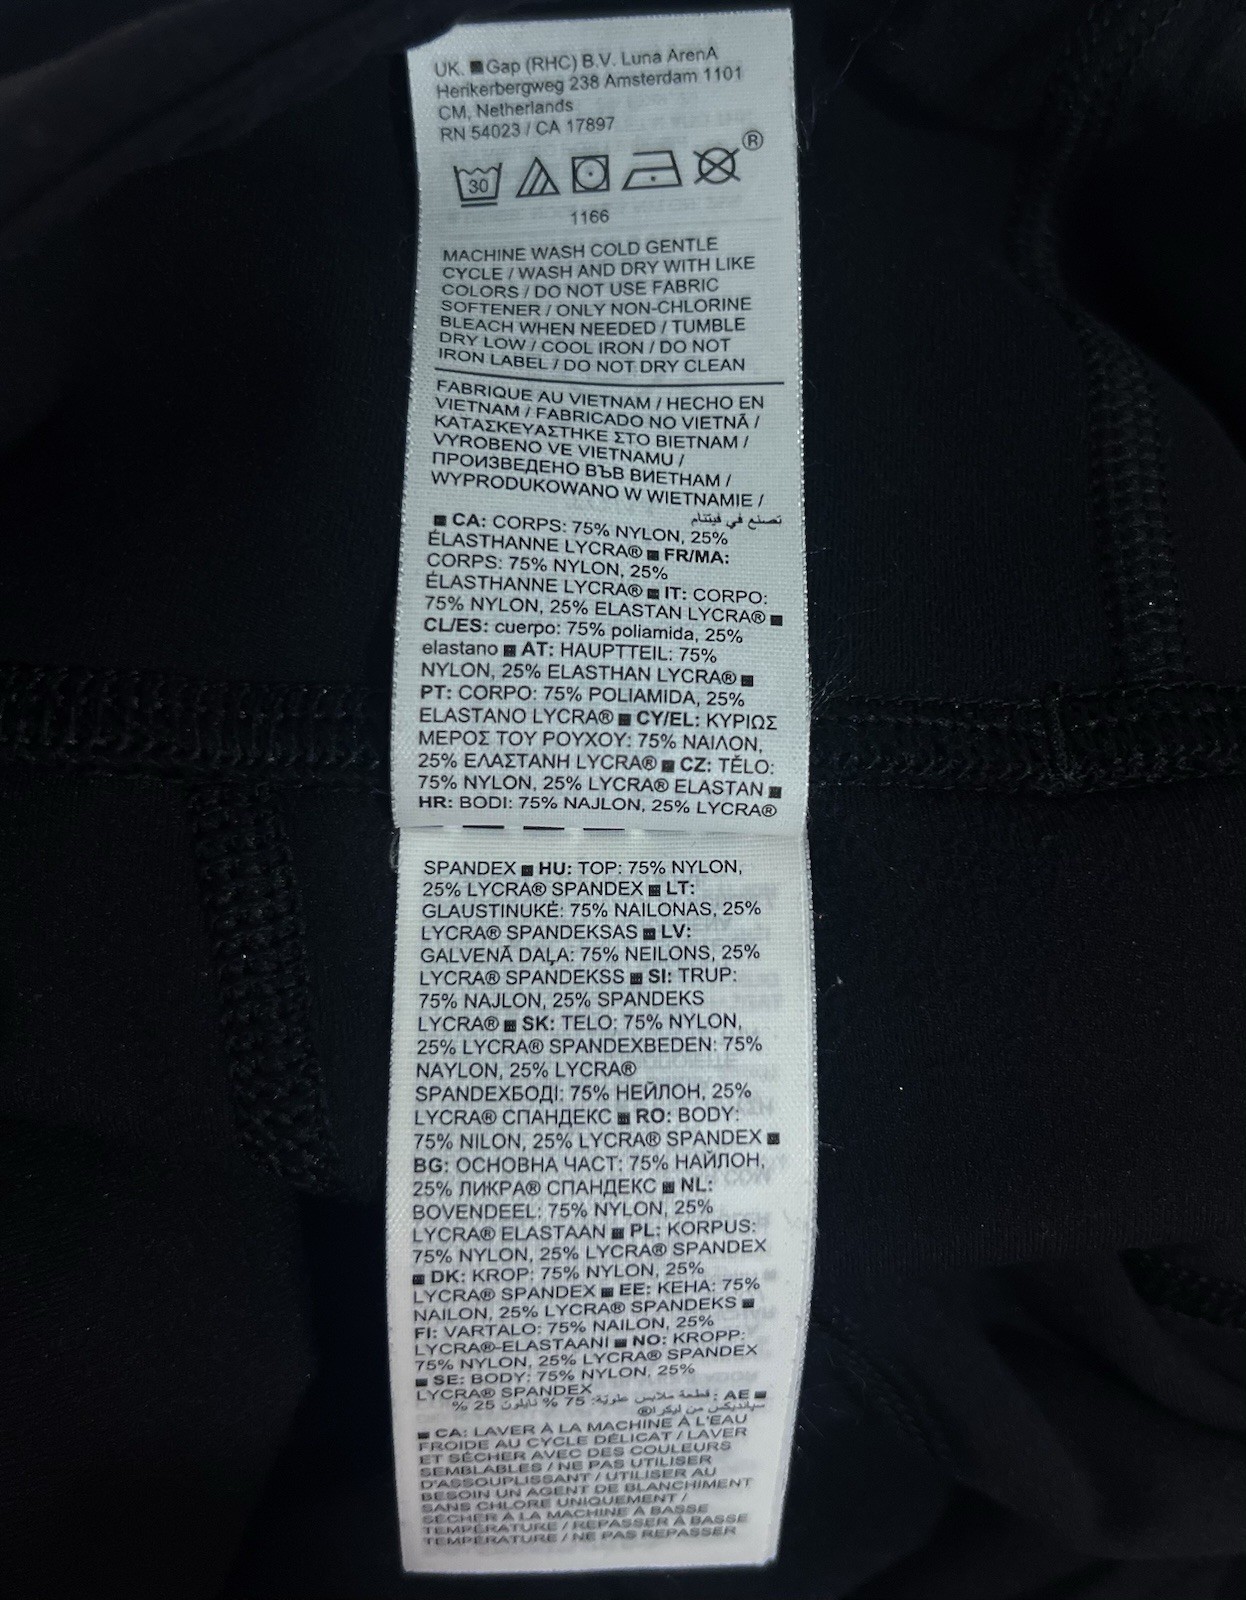 UK. ■ Gap (RHC) B.V. Luna ArenA
Herikerbergweg 238 Amsterdam 1101
CM, Netherlands
RN 54023 / CA 17897
30
®
1166
MACHINE WASH COLD GENTLE
CYCLE / WASH AND DRY WITH LIKE
COLORS / DO NOT USE FABRIC
SOFTENER / ONLY NON-CHLORINE
BLEACH WHEN NEEDED / TUMBLE
DRY LOW / COOL IRON / DO NOT
IRON LABEL / DO NOT DRY CLEAN
FABRIQUE AU VIETNAM / HECHO EN
VIETNAM / FABRICADO NO VIETNÃ /
ΚΑΤΑΣΚΕΥΑΣΤΗΚΕ ΣΤΟ ΒΙΕΤΝΑΜ /
VYROBENO VE VIETNAMU /
ПРОИЗВЕДЕНО ВЪВ ВИЕТНАМ /
WYPRODUKOWANO W WIETNAMIE /
تصنع في فيتنام
■ CA: CORPS: 75% NYLON, 25%
ÉLASTHANNE LYCRA® ■ FR/MA:
CORPS: 75% NYLON, 25%
ÉLASTHANNE LYCRA® ■ IT: CORPO:
75% NYLON, 25% ELASTAN LYCRA® ■
CL/ES: cuerpo: 75% poliamida, 25%
elastano ■ AT: HAUPTTEIL: 75%
NYLON, 25% ELASTHAN LYCRA® ■
PT: CORPO: 75% POLIAMIDA, 25%
ELASTANO LYCRA® ■ CY/EL: ΚΥΡΙΩΣ
ΜΕΡΟΣ ΤΟΥ ΡΟΥΧΟΥ: 75% ΝΑΙΛΟΝ,
25% ΕΛΑΣΤΑΝΗ LYCRA® ■ CZ: TĚLO:
75% NYLON, 25% LYCRA® ELASTAN ■
HR: BODI: 75% NAJLON, 25% LYCRA®
SPANDEX ■ HU: TOP: 75% NYLON,
25% LYCRA® SPANDEX ■ LT:
GLAUSTINUKĖ: 75% NAILONAS, 25%
LYCRA® SPANDEKSAS ■ LV:
GALVENĀ DAĻA: 75% NEILONS, 25%
LYCRA® SPANDEKSS ■ SI: TRUP:
75% NAJLON, 25% SPANDEKS
LYCRA® ■ SK: TELO: 75% NYLON,
25% LYCRA® SPANDEXBEDEN: 75%
NAYLON, 25% LYCRA®
SPANDEXБОДІ: 75% НЕЙЛОН, 25%
LYCRA® СПАНДЕКС ■ RO: BODY:
75% NILON, 25% LYCRA® SPANDEX ■
BG: ОСНОВНА ЧАСТ: 75% НАЙЛОН,
25% ЛИКРА® СПАНДЕКС ■ NL:
BOVENDEEL: 75% NYLON, 25%
LYCRA® ELASTAAN ■ PL: KORPUS:
75% NYLON, 25% LYCRA® SPANDEX
■ DK: KROP: 75% NYLON, 25%
LYCRA® SPANDEX ■ EE: KEHA: 75%
NAILON, 25% LYCRA® SPANDEKS ■
FI: VARTALO: 75% NAILON, 25%
LYCRA®-ELASTAANI ■ NO: KROPP:
75% NYLON, 25% LYCRA® SPANDEX
■ SE: BODY: 75% NYLON, 25%
LYCRA® SPANDEX
■ AE : قطعة ملابس علويّة: 75 % نايلون 25 %
سباندیکس من ليكرا®
■ CA: LAVER À LA MACHINE À L'EAU
FROIDE AU CYCLE DÉLICAT / LAVER
ET SÉCHER AVEC DES COULEURS
SEMBLABLES / NE PAS UTILISER
D'ASSOUPLISSANT / UTILISER AU
BESOIN UN AGENT DE BLANCHIMENT
SANS CHLORE UNIQUEMENT /
SÉCHER À LA MACHINE À BASSE
TEMPÉRATURE / REPASSER À BASSE
TEMPÉRATURE / NE PAS REPASSER